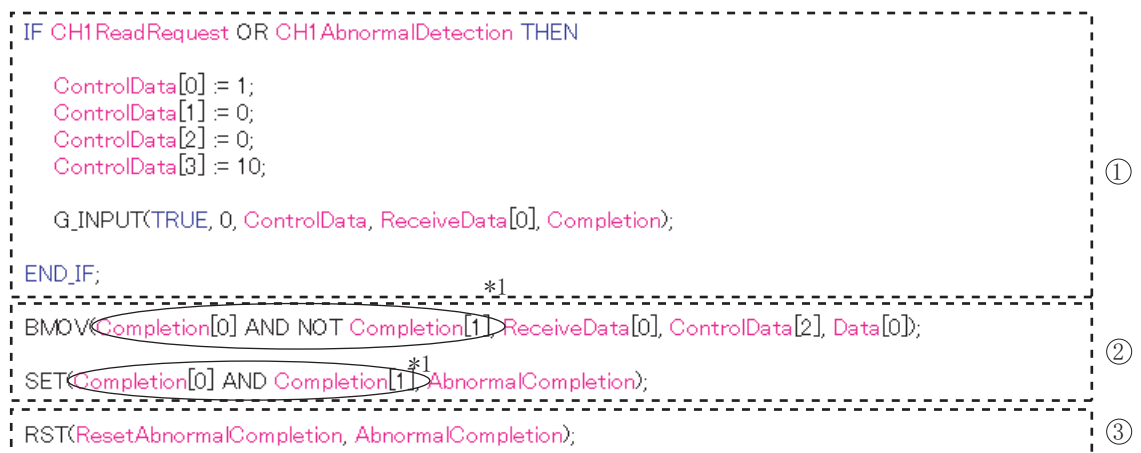 IF CH1ReadRequest OR CH1AbnormalDetection THEN
ControlData[0] := 1;
ControlData[1] := 0;
ControlData[2] := 0;
ControlData[3] := 10;
①
G_INPUT(TRUE, 0, ControlData, ReceiveData[0], Completion);
END_IF;
*1
BMOV(Completion[0] AND NOT Completion[1], ReceiveData[0], ControlData[2], Data[0]);
②
*1
SET(Completion[0] AND Completion[1], AbnormalCompletion);
RST(ResetAbnormalCompletion, AbnormalCompletion);
③